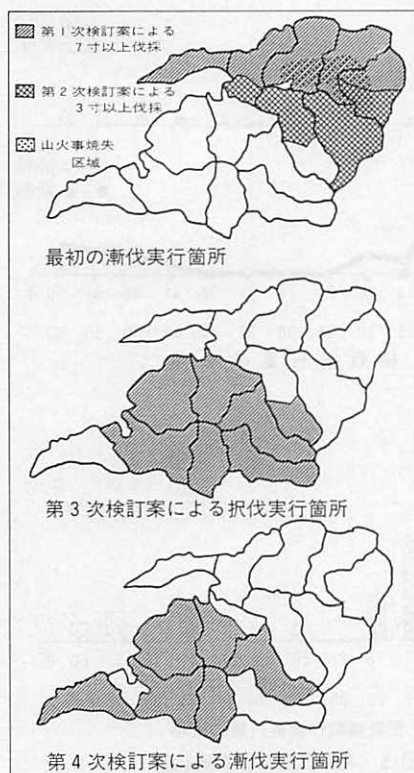 第1次検訂案による
7寸以上伐採
第2次検訂案による
3寸以上伐採
山火事焼失
区域
最初の漸伐実行箇所
第3次検訂案による択伐実行箇所
第4次検訂案による漸伐実行箇所